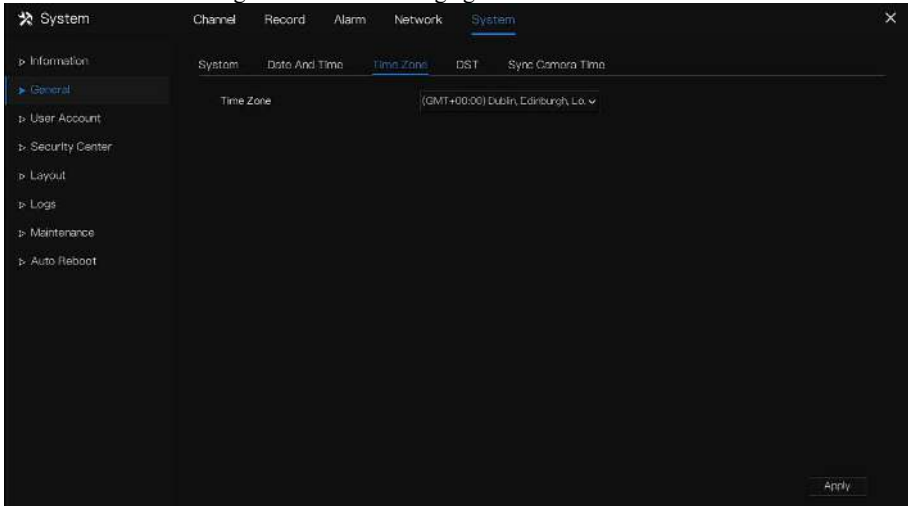 System
Channel Record Alarm Network System
Information
General
User Account
Security Center
Layout
Logs
Maintenance
Auto Reboot
System Date And Time Time Zone DST Sync Camera Time
Time Zone (GMT+00:00) Dublin, Edinburgh, Lo.
Apply